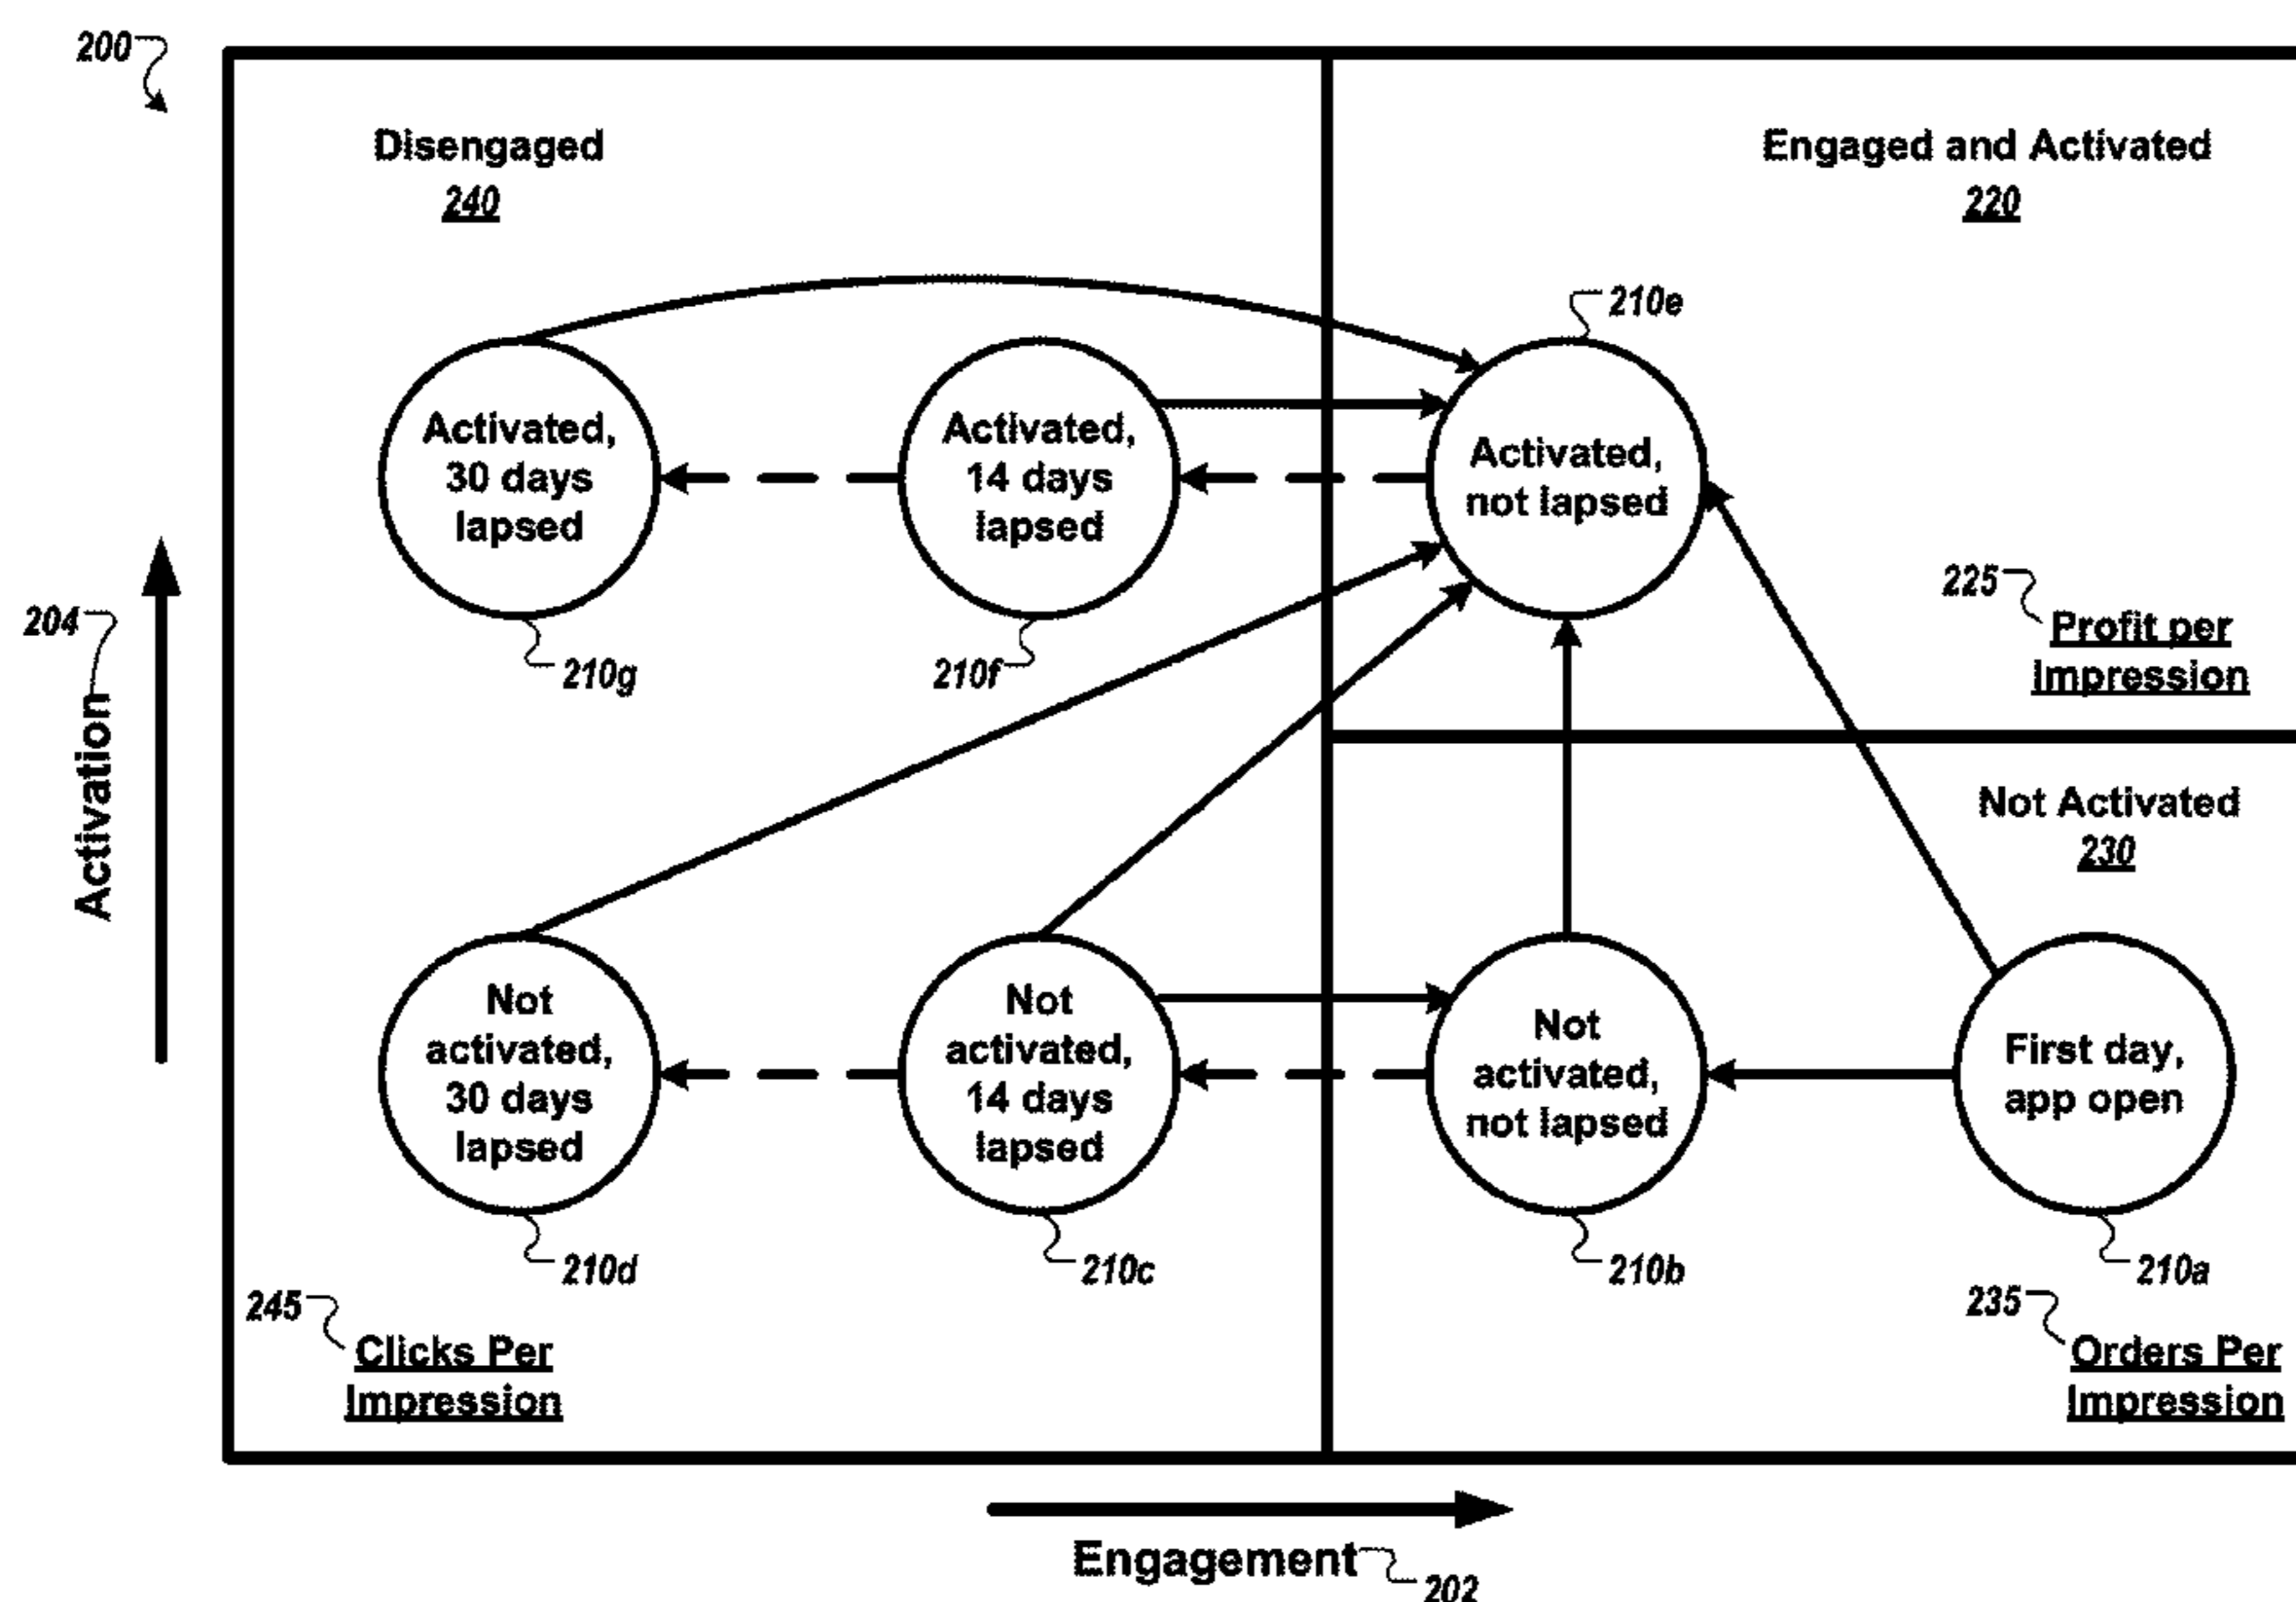 200
Disengaged
240
Engaged and Activated
220
210e
Activated,
30 days
lapsed
Activated,
14 days
lapsed
Activated,
not lapsed
210g
210f
225
Profit per
Impression
204
Activation
Not Activated
230
Not
activated,
30 days
lapsed
Not
activated,
14 days
lapsed
Not
activated,
not lapsed
First day,
app open
210d
210c
210b
210a
245
Clicks Per
Impression
235
Orders Per
Impression
Engagement
202